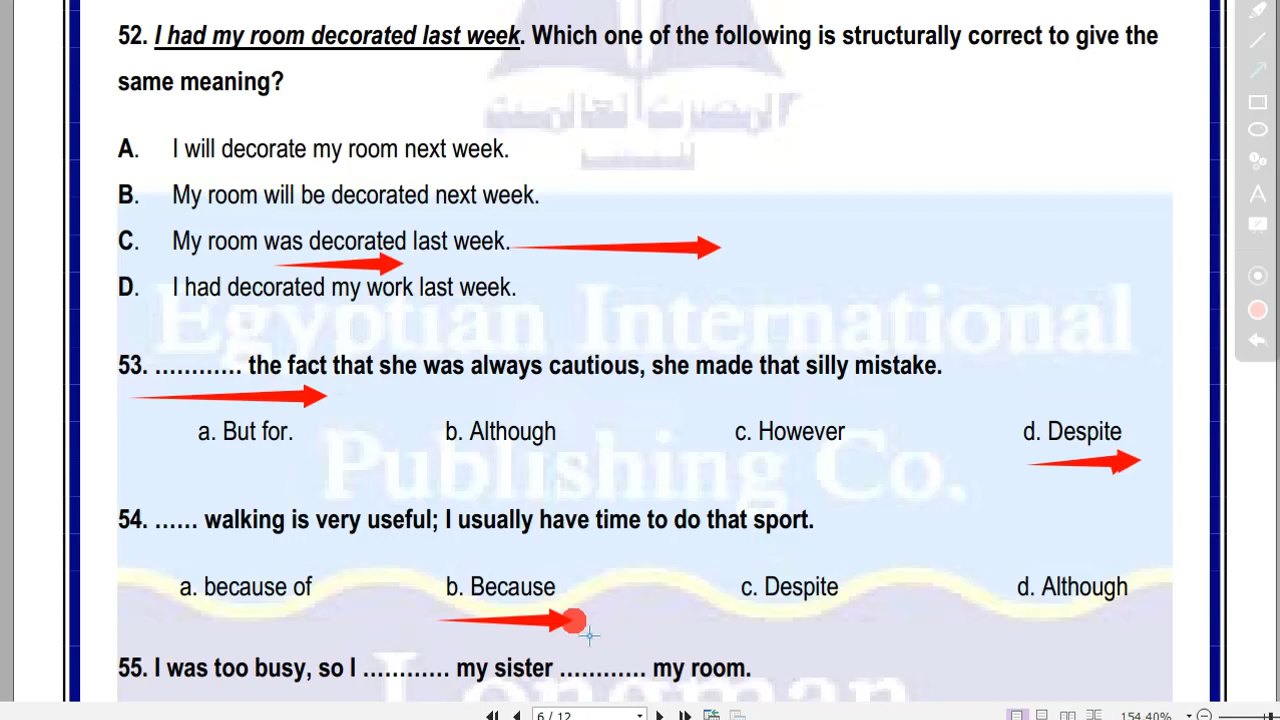 52. I had my room decorated last week. Which one of the following is structurally correct to give the
same meaning?
A. I will decorate my room next week.
B. My room will be decorated next week.
C. My room was decorated last week.
D. I had decorated my work last week.
Egyptian International
53. ………… the fact that she was always cautious, she made that silly mistake.
a. But for. b. Although c. However d. Despite
Publishing Co.
54. …… walking is very useful; I usually have time to do that sport.
a. because of b. Because c. Despite d. Although
55. I was too busy, so I ………… my sister ………… my room.
Longman
6 / 12 154.40%